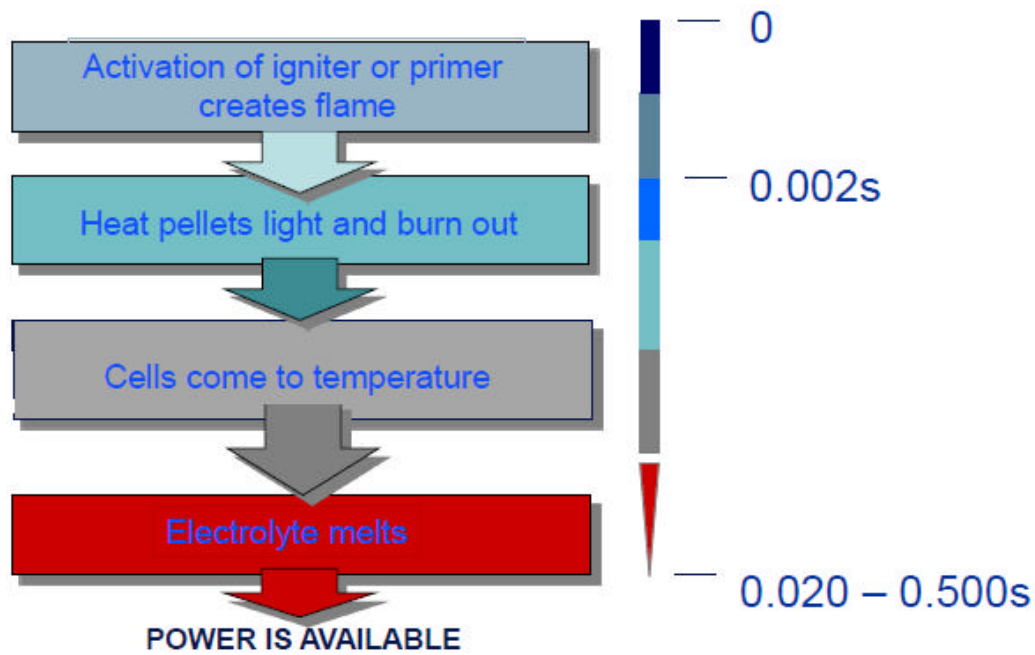 Activation of igniter or primer
creates flame
Heat pellets light and burn out
Cells come to temperature
Electrolyte melts
POWER IS AVAILABLE
0
0.002s
0.020 – 0.500s